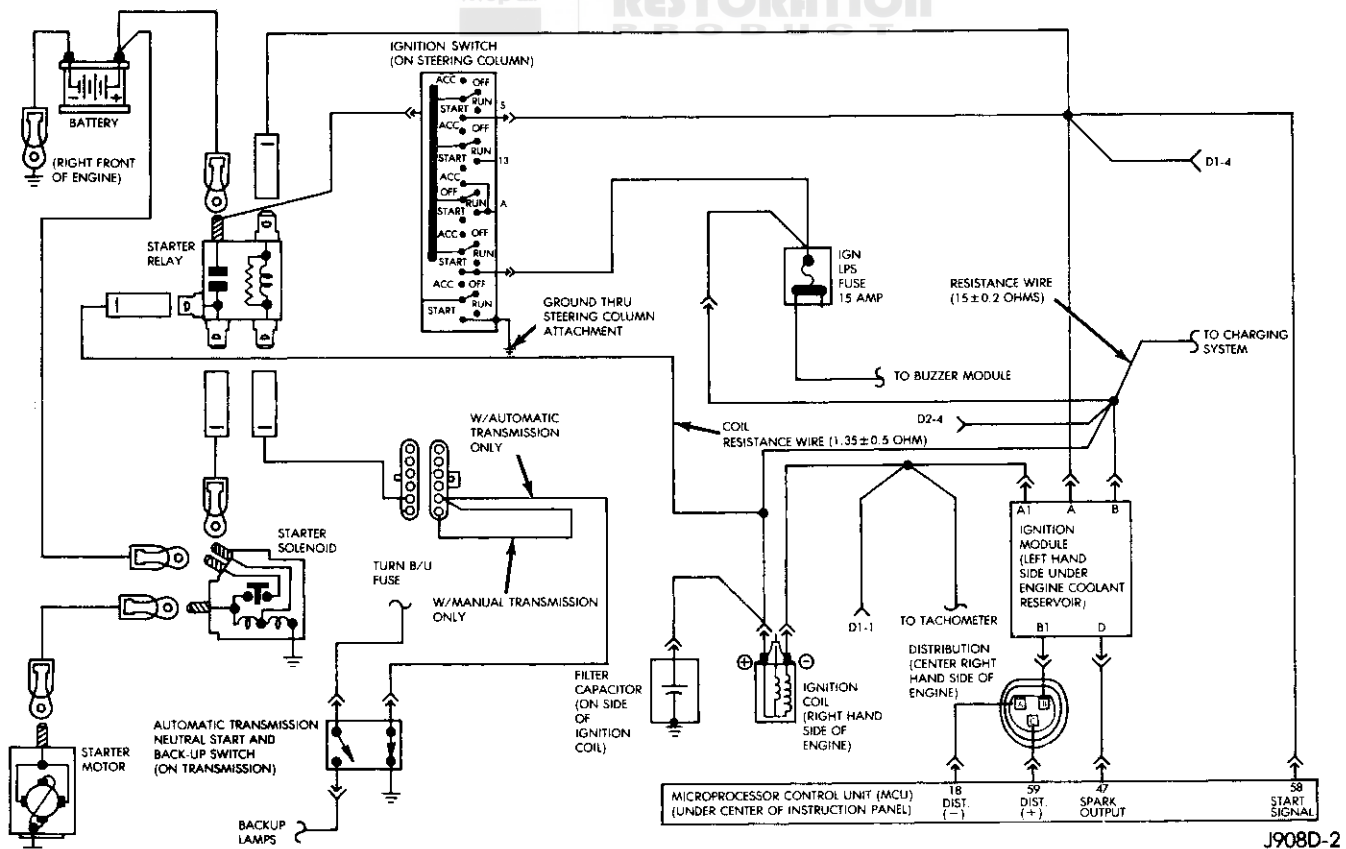 RESTORATION
PRODUCT
IGNITION SWITCH
(ON STEERING COLUMN)
BATTERY
(RIGHT FRONT
OF ENGINE)
ACC OFF
RUN
START 5
ACC OFF
RUN
START 13
ACC
OFF
RUN A
START
ACC OFF
RUN
START
ACC OFF
RUN
START
D1-4
STARTER
RELAY
IGN
LPS
FUSE
15 AMP
RESISTANCE WIRE
(15±0.2 OHMS)
GROUND THRU
STEERING COLUMN
ATTACHMENT
TO CHARGING
SYSTEM
TO BUZZER MODULE
D2-4
COIL
RESISTANCE WIRE (1.35±0.5 OHM)
W/AUTOMATIC
TRANSMISSION
ONLY
A1 A B
IGNITION
MODULE
(LEFT HAND
SIDE UNDER
ENGINE COOLANT
RESERVOIR)
B1 D
STARTER
SOLENOID
TURN B/U
FUSE
W/MANUAL TRANSMISSION
ONLY
D1-1
TO TACHOMETER
DISTRIBUTION
(CENTER RIGHT
HAND SIDE OF
ENGINE)
A B
C
FILTER
CAPACITOR
(ON SIDE
OF
IGNITION
COIL)
+ −
IGNITION
COIL
(RIGHT HAND
SIDE OF
ENGINE)
STARTER
MOTOR
AUTOMATIC TRANSMISSION
NEUTRAL START AND
BACK-UP SWITCH
(ON TRANSMISSION)
BACKUP
LAMPS
MICROPROCESSOR CONTROL UNIT (MCU)
(UNDER CENTER OF INSTRUCTION PANEL)
18
DIST.
(−)
59
DIST.
(+)
47
SPARK
OUTPUT
58
START
SIGNAL
J908D-2